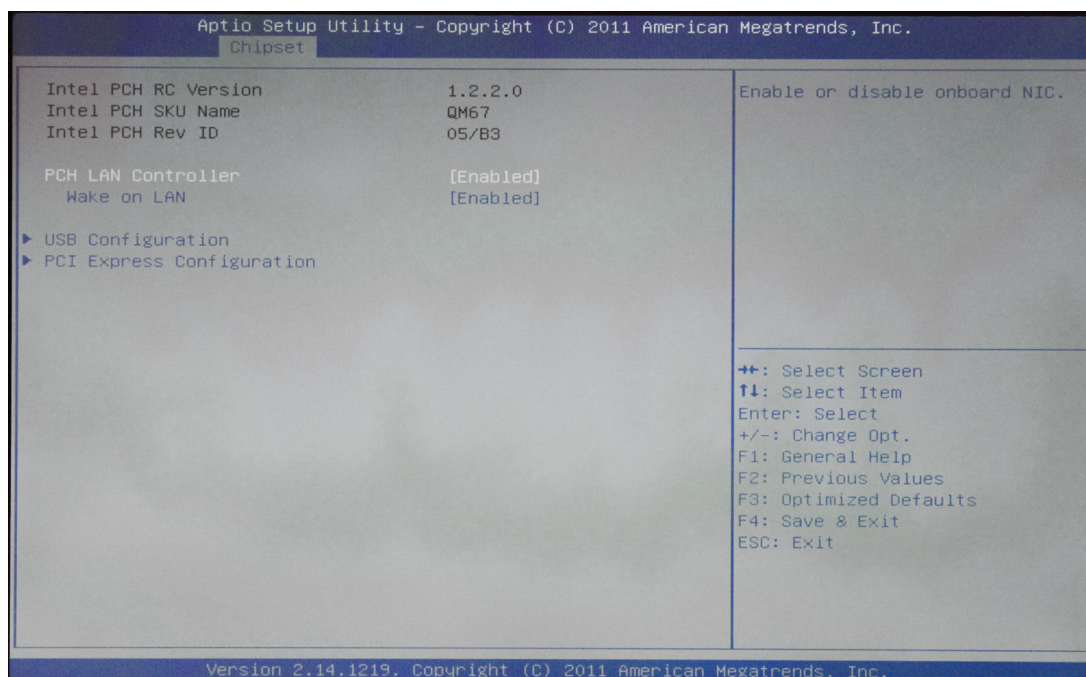 Aptio Setup Utility – Copyright (C) 2011 American Megatrends, Inc.
Chipset
Intel PCH RC Version 1.2.2.0
Intel PCH SKU Name QM67
Intel PCH Rev ID 05/B3
PCH LAN Controller [Enabled]
Wake on LAN [Enabled]
▶ USB Configuration
▶ PCI Express Configuration
Enable or disable onboard NIC.
→←: Select Screen
↑↓: Select Item
Enter: Select
+/-: Change Opt.
F1: General Help
F2: Previous Values
F3: Optimized Defaults
F4: Save & Exit
ESC: Exit
Version 2.14.1219. Copyright (C) 2011 American Megatrends, Inc.